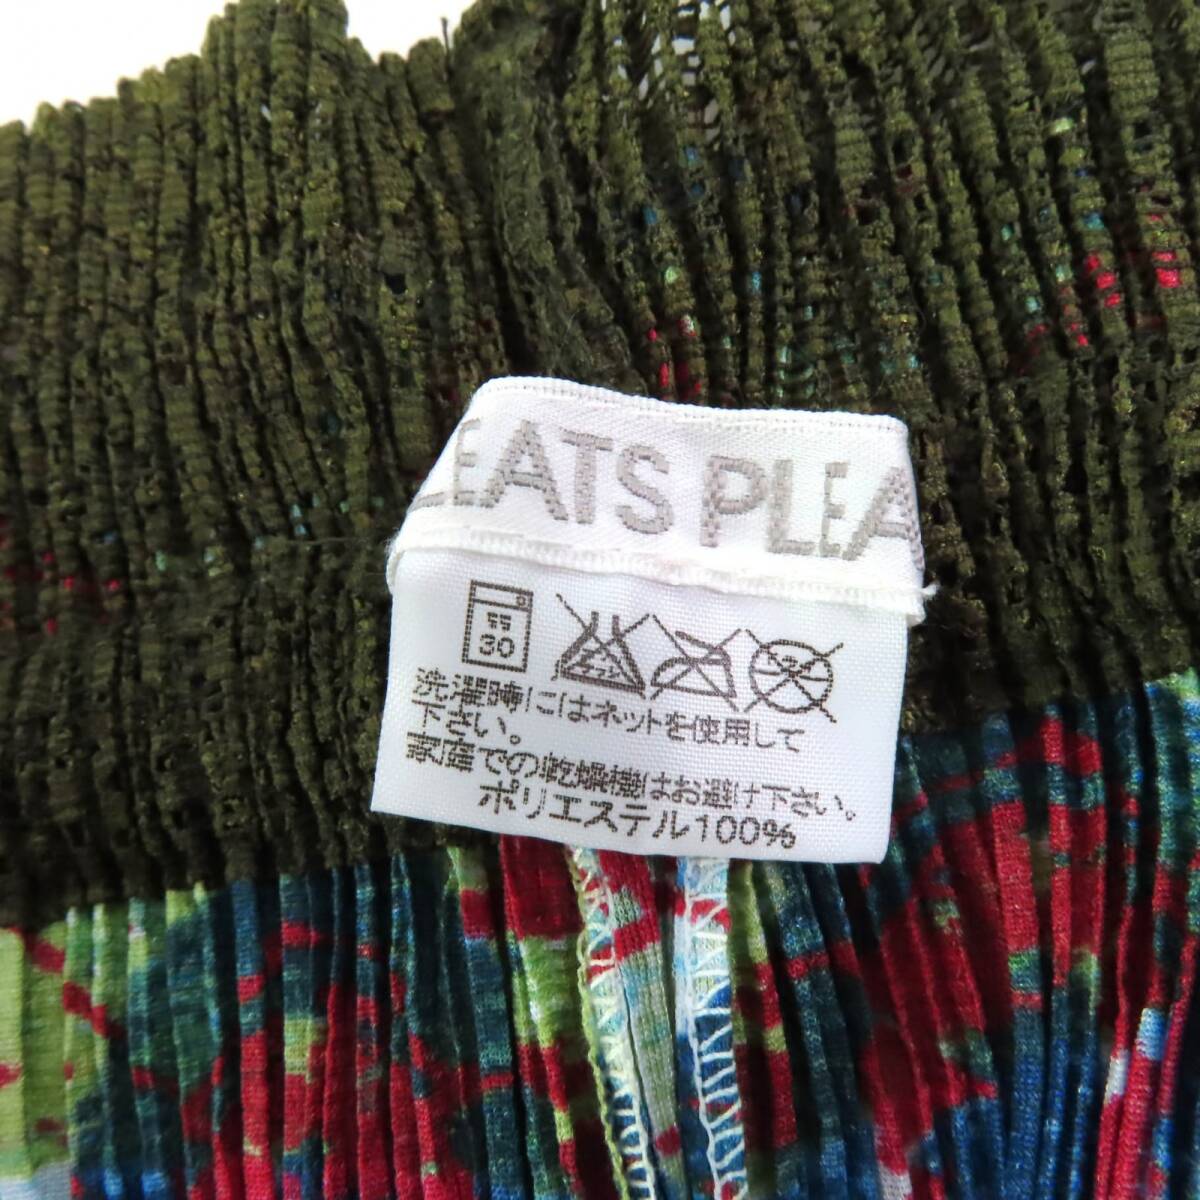 LEATS PLEA
30
洗濯時にはネットを使用して
下さい。
家庭での乾燥機はお避け下さい。
ポリエステル100%